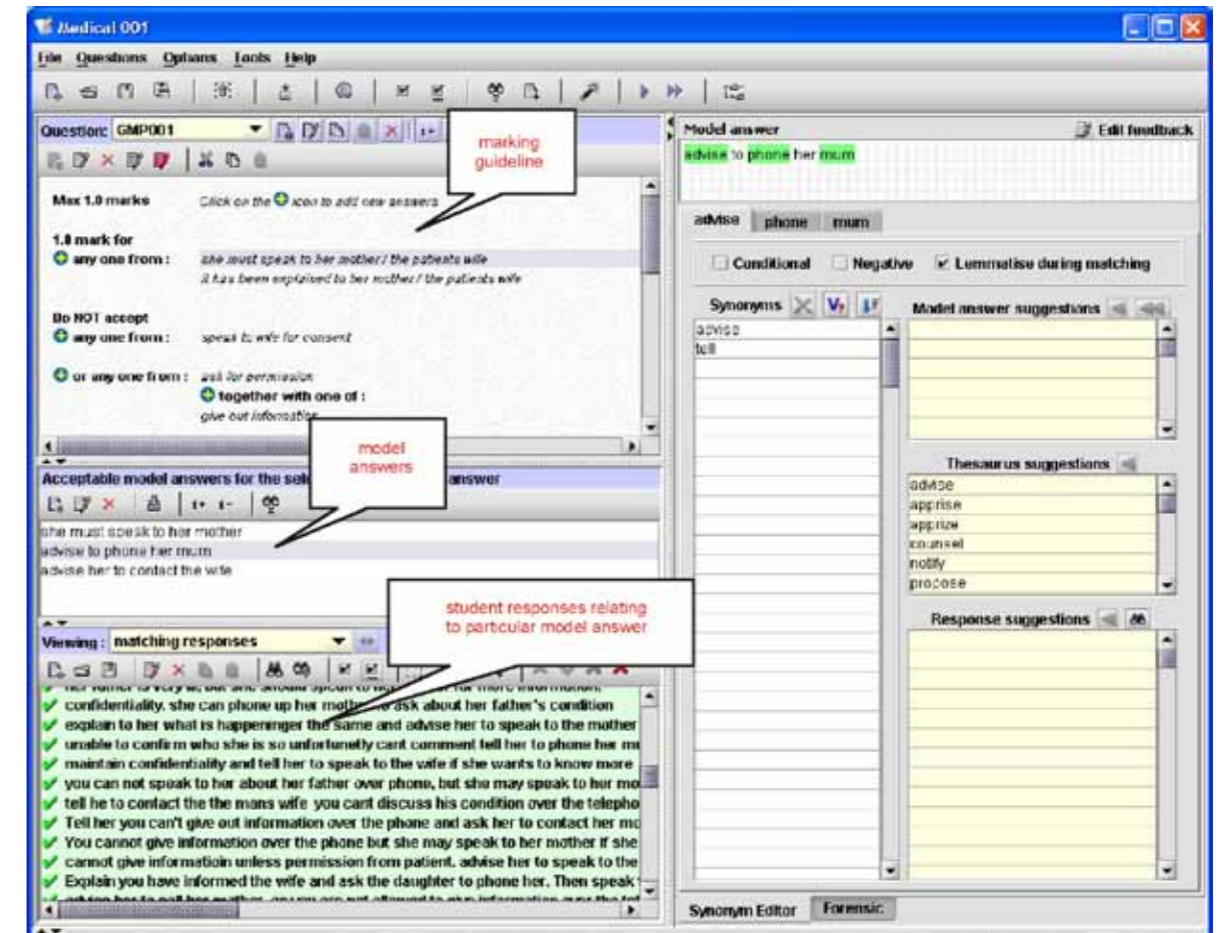 Medical 001
File Questions Options Tools Help
Question: GMP001
marking
guideline
Max 1.0 marks Click on the icon to add new answers
1.0 mark for
any one from : she must speak to her mother / the patients wife
it has been explained to her mother / the patients wife
Do NOT accept
any one from : speak to wife for consent
or any one from : ask for permission
together with one of :
give out information
model
answers
Acceptable model answers for the answer
she must speak to her mother
advise to phone her mum
advise her to contact the wife
student responses relating
to particular model answer
Viewing : matching responses
her father is very but she should speak to for more information.
confidentiality. she can phone up her ask about her father's condition
explain to her what is happeninger the same and advise her to speak to the mother
unable to confirm who she is so unfortunetly cant comment tell her to phone her
maintain confidentiality and tell her to speak to the wife if she wants to know more
you can not speak to her about her father over phone, but she may speak to her
tell he to contact the the mans wife you cant discuss his condition over the
Tell her you can't give out information over the phone and ask her to contact her
You cannot give information over the phone but she may speak to her mother if she
cannot give informatioin unless permission from patient. advise her to speak to the
Explain you have informed the wife and ask the daughter to phone her. Then speak
Model answer Edit feedback
advise to phone her mum
advise phone mum
Conditional Negative Lemmatise during matching
Synonyms
advise
tell
Model answer suggestions
Thesaurus suggestions
advise
apprise
apprize
counsel
notify
propose
Response suggestions
Synonym Editor Forensic